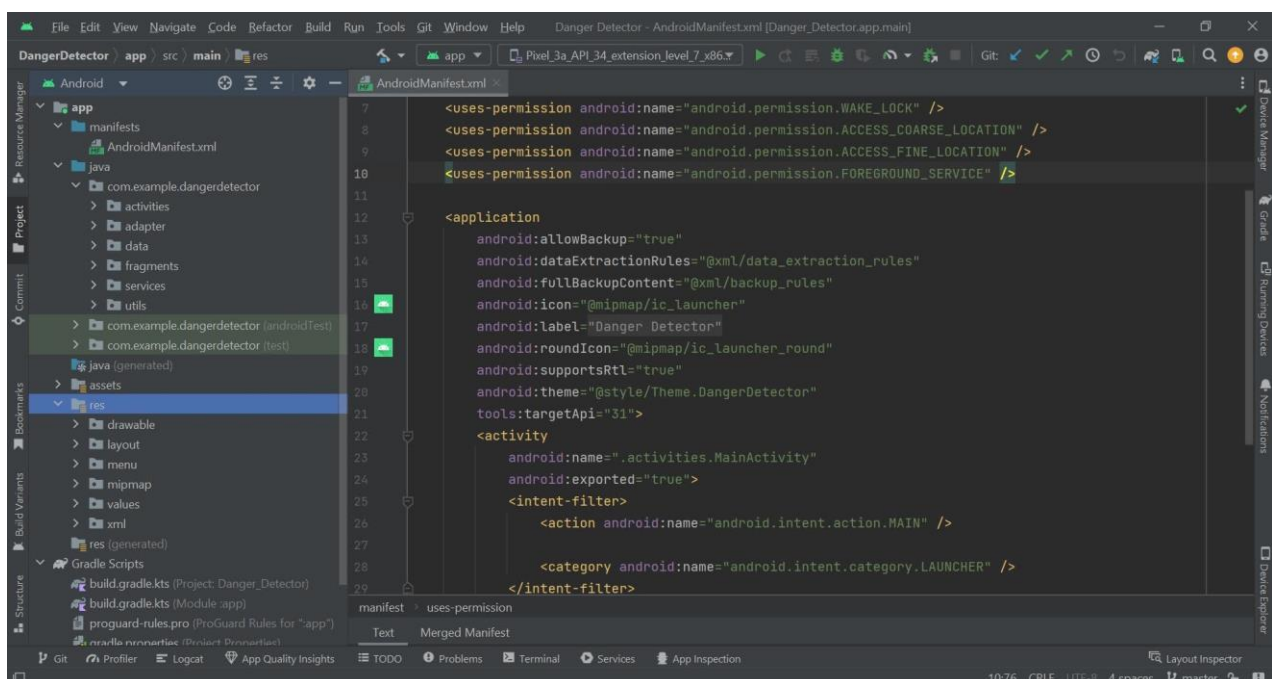 File Edit View Navigate Code Refactor Build Run Tools Git Window Help Danger Detector - AndroidManifest.xml [Danger_Detector.app.main]
DangerDetector app src main res app Pixel_3a_API_34_extension_level_7_x86 Git:
Resource Manager
Project
Commit
Bookmarks
Build Variants
Structure
Android
app
manifests
AndroidManifest.xml
java
com.example.dangerdetector
activities
adapter
data
fragments
services
utils
com.example.dangerdetector (androidTest)
com.example.dangerdetector (test)
java (generated)
assets
res
drawable
layout
menu
mipmap
values
xml
res (generated)
Gradle Scripts
build.gradle.kts (Project: Danger_Detector)
build.gradle.kts (Module :app)
proguard-rules.pro (ProGuard Rules for ":app")
gradle.properties (Project Properties)
AndroidManifest.xml
7 <uses-permission android:name="android.permission.WAKE_LOCK" />
8 <uses-permission android:name="android.permission.ACCESS_COARSE_LOCATION" />
9 <uses-permission android:name="android.permission.ACCESS_FINE_LOCATION" />
10 <uses-permission android:name="android.permission.FOREGROUND_SERVICE" />
11
12 <application
13 android:allowBackup="true"
14 android:dataExtractionRules="@xml/data_extraction_rules"
15 android:fullBackupContent="@xml/backup_rules"
16 android:icon="@mipmap/ic_launcher"
17 android:label="Danger Detector"
18 android:roundIcon="@mipmap/ic_launcher_round"
19 android:supportsRtl="true"
20 android:theme="@style/Theme.DangerDetector"
21 tools:targetApi="31">
22 <activity
23 android:name=".activities.MainActivity"
24 android:exported="true">
25 <intent-filter>
26 <action android:name="android.intent.action.MAIN" />
27
28 <category android:name="android.intent.category.LAUNCHER" />
29 </intent-filter>
manifest uses-permission
Text Merged Manifest
Device Manager
Gradle
Running Devices
Notifications
Device Explorer
Git Profiler Logcat App Quality Insights TODO Problems Terminal Services App Inspection Layout Inspector
10:76 CRLF UTF-8 4 spaces master